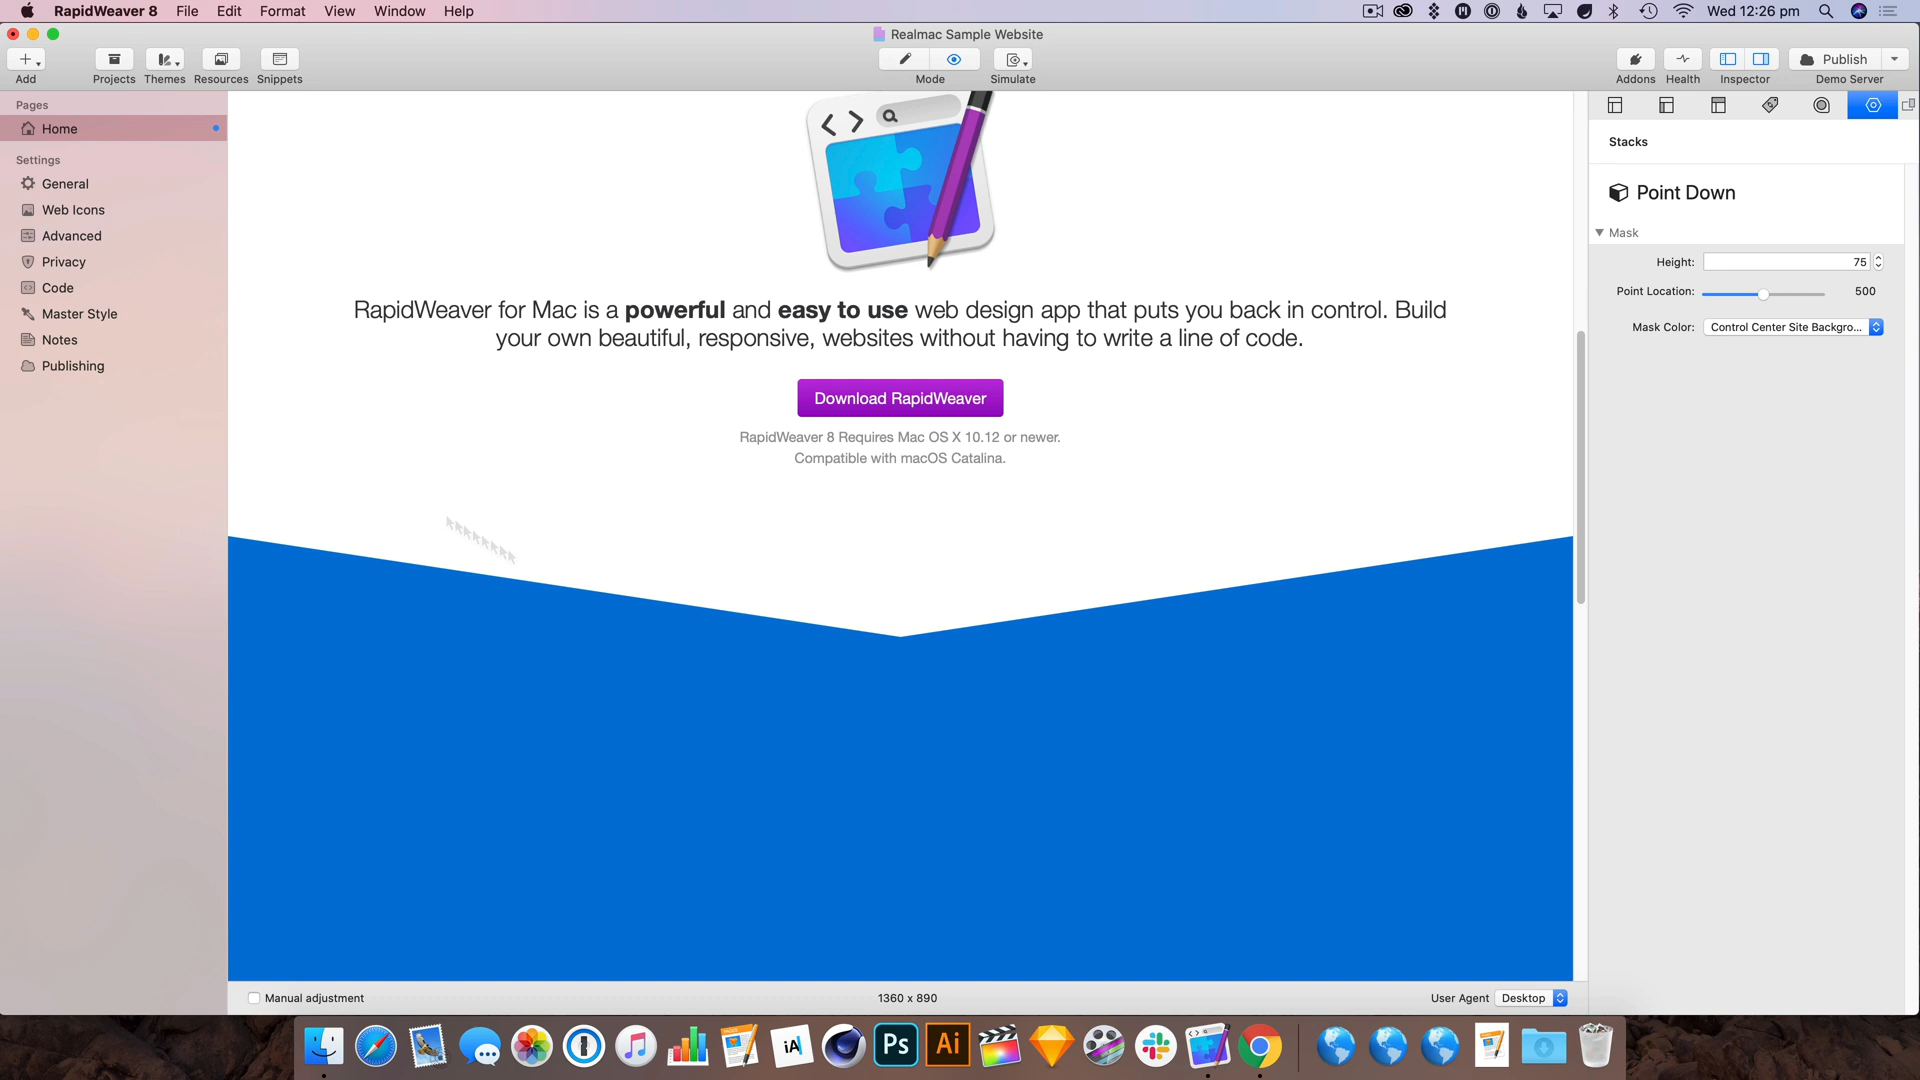 RapidWeaver 8 File Edit Format View Window Help
Wed 12:26 pm
Realmac Sample Website
Add Projects Themes Resources Snippets
Mode Simulate
Publish
Addons Health Inspector Demo Server
Pages
Home
Settings
General
Web Icons
Advanced
Privacy
Code
Master Style
Notes
Publishing
RapidWeaver for Mac is a powerful and easy to use web design app that puts you back in control. Build
your own beautiful, responsive, websites without having to write a line of code.
Download RapidWeaver
RapidWeaver 8 Requires Mac OS X 10.12 or newer.
Compatible with macOS Catalina.
Stacks
Point Down
Mask
Height: 75
Point Location: 500
Mask Color: Control Center Site Backgro...
Manual adjustment
1360 x 890
User Agent Desktop
PAGES
iA Ps Ai